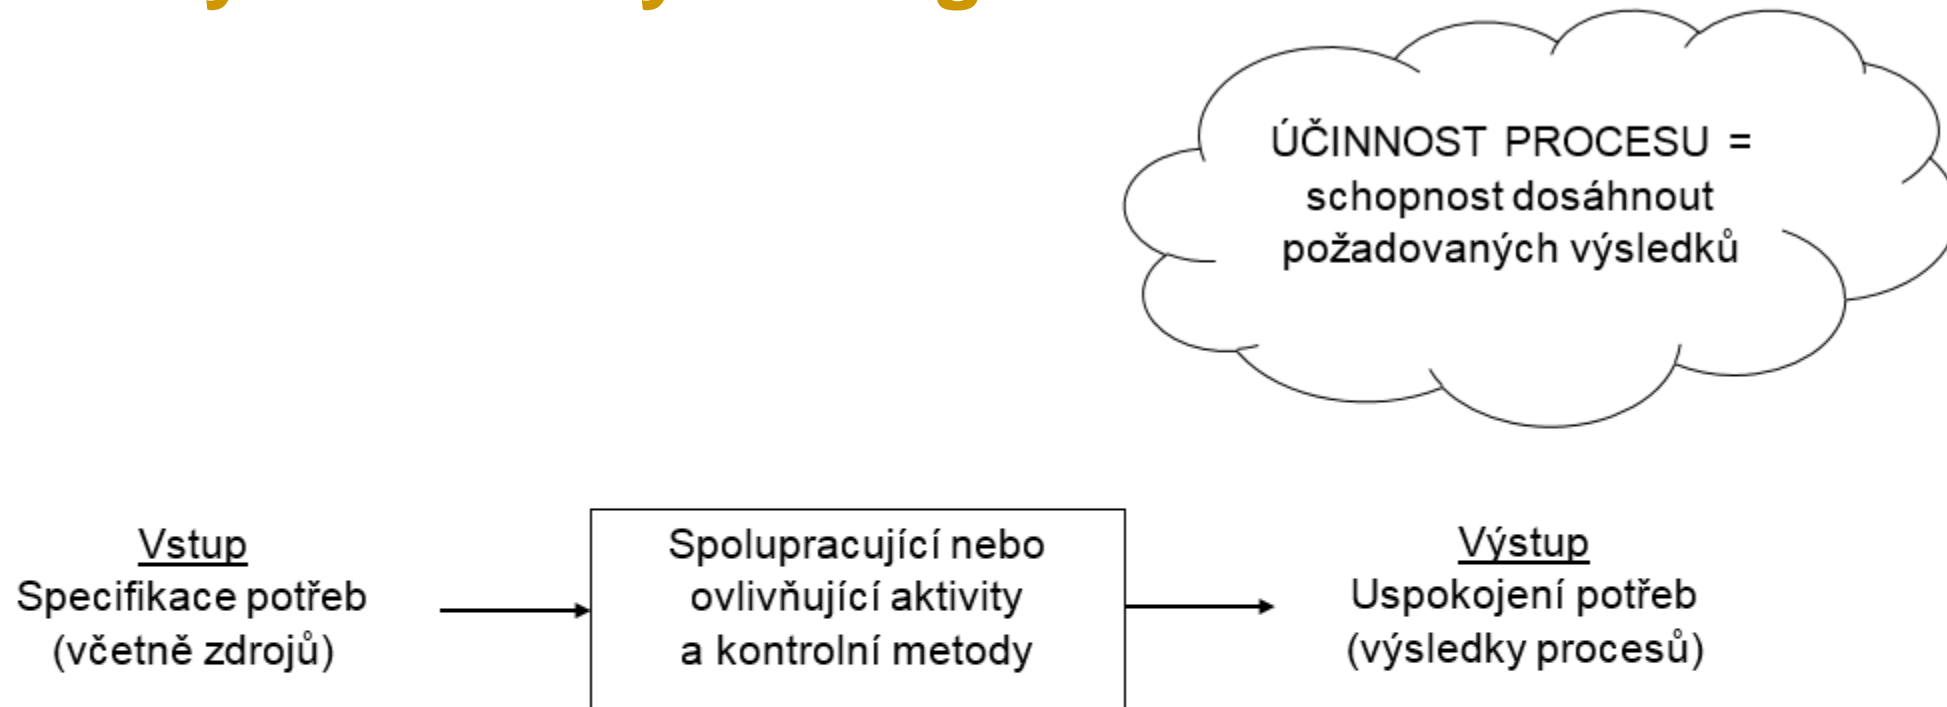 ÚČINNOST PROCESU =
schopnost dosáhnout
požadovaných výsledků
Vstup
Specifikace potřeb
(včetně zdrojů)
Spolupracující nebo
ovlivňující aktivity
a kontrolní metody
Výstup
Uspokojení potřeb
(výsledky procesů)